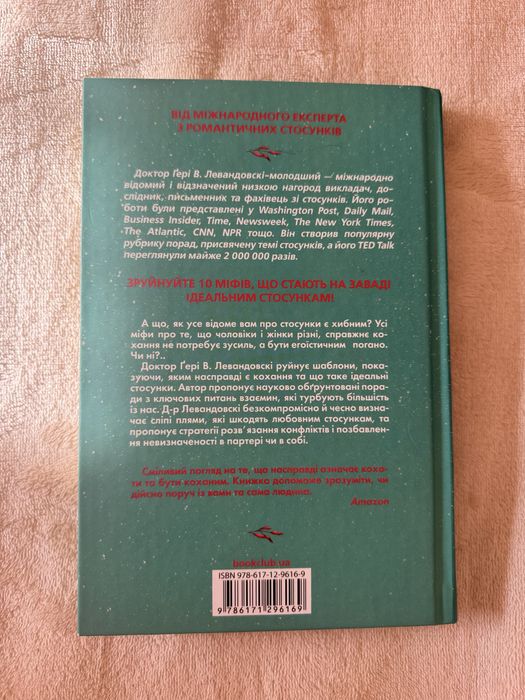 ВІД МІЖНАРОДНОГО ЕКСПЕРТА
З РОМАНТИЧНИХ СТОСУНКІВ
Доктор Ґері В. Левандовскі-молодший — міжнародно
відомий і відзначений низкою нагород викладач, до-
слідник, письменник та фахівець зі стосунків. Його ро-
боти були представлені у Washington Post, Daily Mail,
Business Insider, Time, Newsweek, The New York Times,
The Atlantic, CNN, NPR тощо. Він створив популярну
рубрику порад, присвячену темі стосунків, а його TED Talk
переглянули майже 2 000 000 разів.
ЗРУЙНУЙТЕ 10 МІФІВ, ЩО СТАЮТЬ НА ЗАВАДІ
ІДЕАЛЬНИМ СТОСУНКАМ!
А що, як усе відоме вам про стосунки є хибним? Усі
міфи про те, що чоловіки і жінки різні, справжнє ко-
хання не потребує зусиль, а бути егоїстичним погано.
Чи ні?..
Доктор Ґері В. Левандовскі руйнує шаблони, пока-
зуючи, яким насправді є кохання та що таке ідеальні
стосунки. Автор пропонує науково обґрунтовані пора-
ди з ключових питань взаємин, які турбують більшість
із нас. Д-р Левандовскі безкомпромісно й чесно визна-
чає сліпі плями, які шкодять любовним стосункам, та
пропонує стратегії розв'язання конфліктів і позбавлення
невизначеності в партері чи в собі.
Сміливий погляд на те, що насправді означає коха-
ти та бути коханим. Книжка допоможе зрозуміти, чи
дійсно поруч із вами та сама людина.
Amazon
bookclub.ua
ISBN 978-617-12-9616-9
9 786171 296169